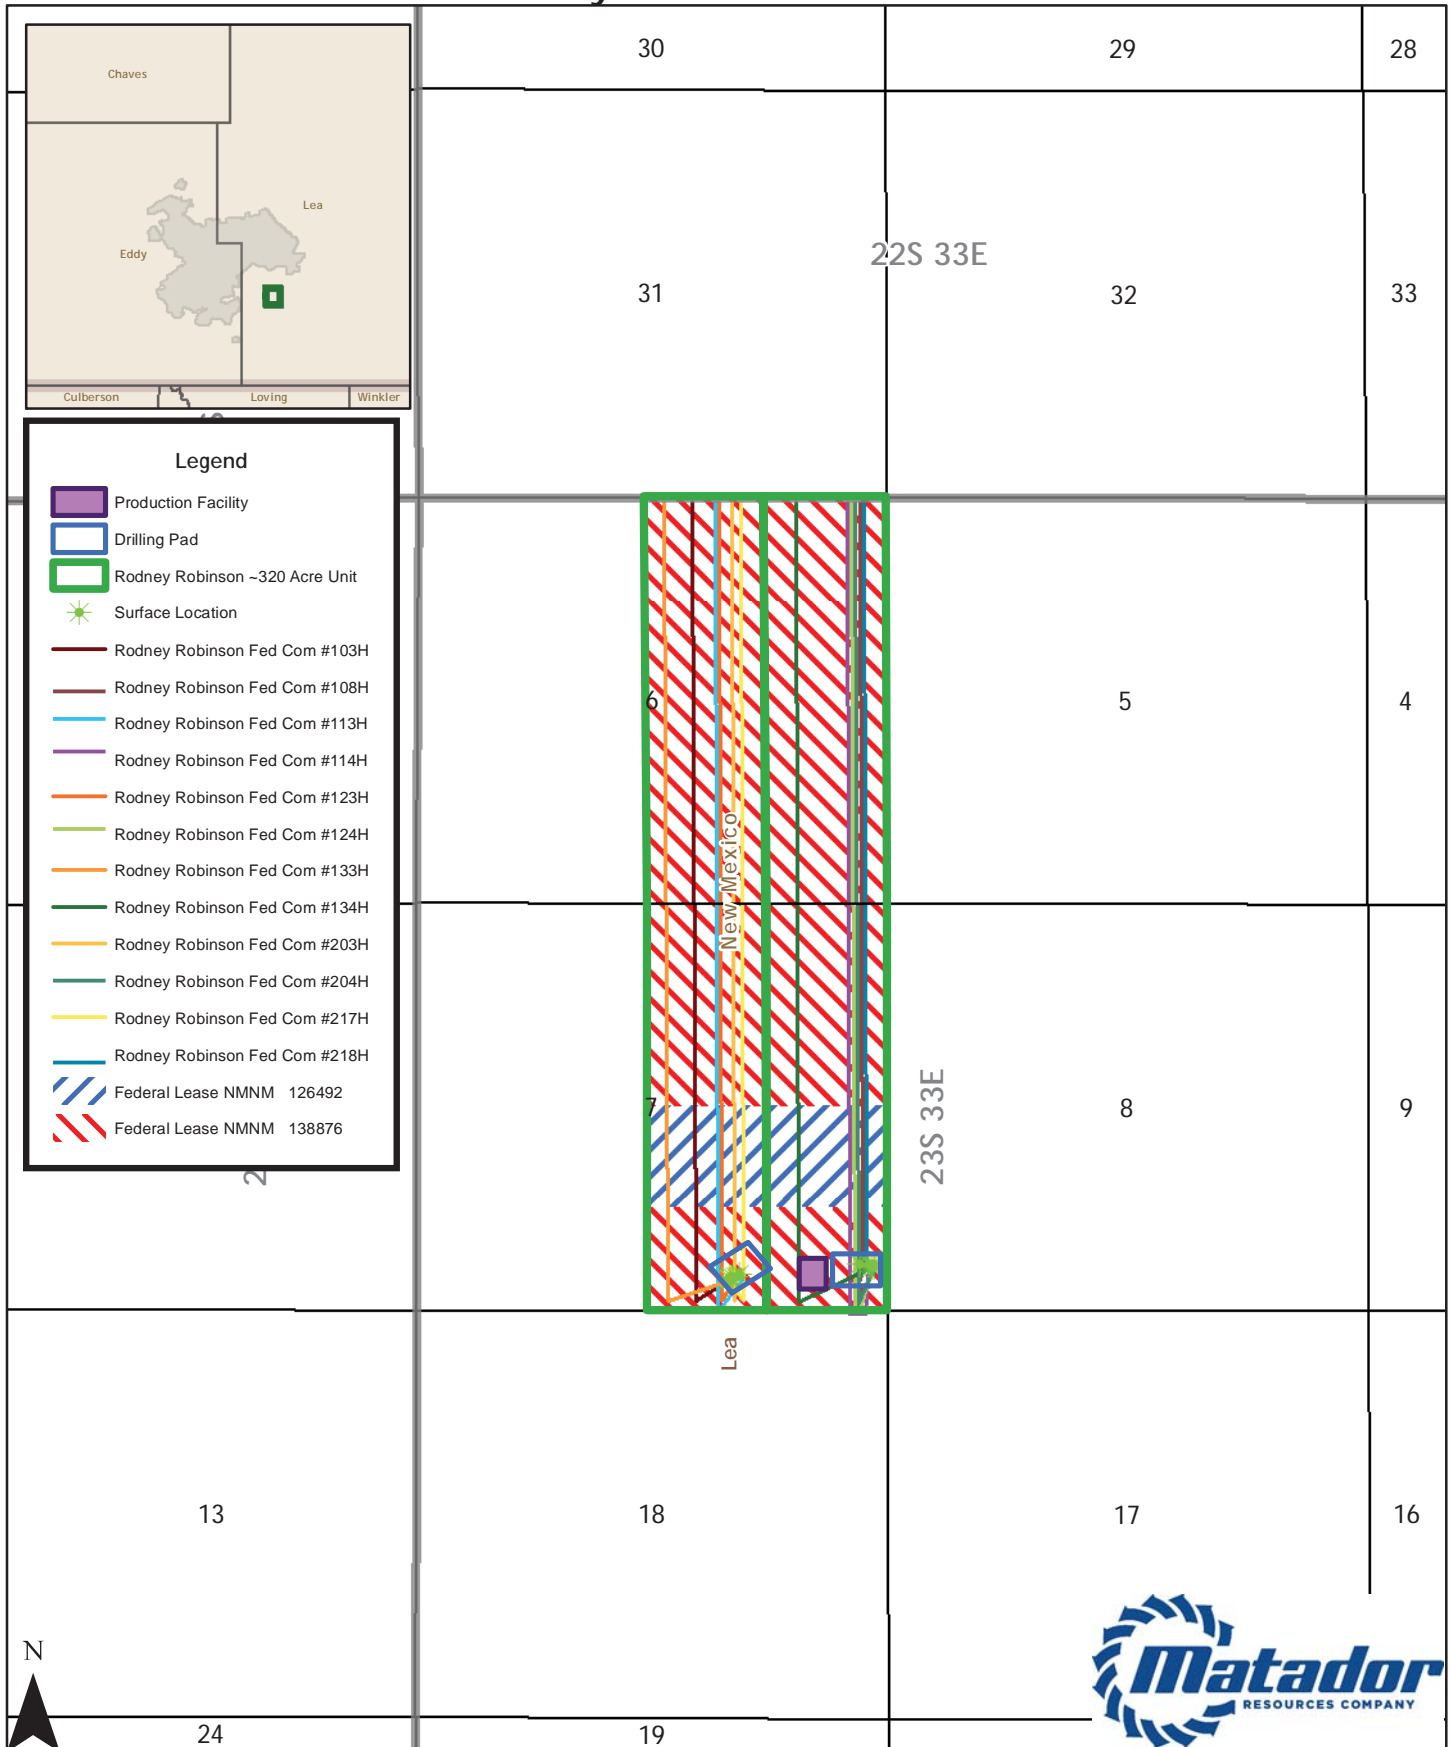 30
29
28
Chaves
Lea
Eddy
Culberson
Loving
Winkler
22S 33E
31
32
33
Legend
Production Facility
Drilling Pad
Rodney Robinson ~320 Acre Unit
Surface Location
Rodney Robinson Fed Com #103H
Rodney Robinson Fed Com #108H
Rodney Robinson Fed Com #113H
Rodney Robinson Fed Com #114H
Rodney Robinson Fed Com #123H
Rodney Robinson Fed Com #124H
Rodney Robinson Fed Com #133H
Rodney Robinson Fed Com #134H
Rodney Robinson Fed Com #203H
Rodney Robinson Fed Com #204H
Rodney Robinson Fed Com #217H
Rodney Robinson Fed Com #218H
Federal Lease NMNM 126492
Federal Lease NMNM 138876
6
5
4
New Mexico
7
8
9
23S 33E
Lea
13
18
17
16
N
24
19
Matador
RESOURCES COMPANY